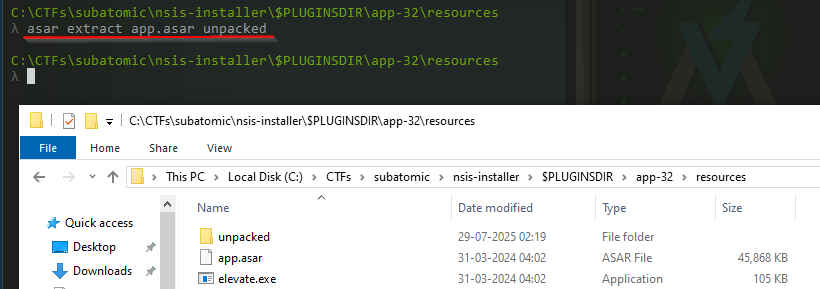 C:\CTFs\subatomic\nsis-installer\$PLUGINSDIR\app-32\resources
λ asar extract app.asar unpacked
C:\CTFs\subatomic\nsis-installer\$PLUGINSDIR\app-32\resources
λ
C:\CTFs\subatomic\nsis-installer\$PLUGINSDIR\app-32\resources
File Home Share View
This PC > Local Disk (C:) > CTFs > subatomic > nsis-installer > $PLUGINSDIR > app-32 > resources
Name Date modified Type Size
Quick access
Desktop
Downloads
unpacked 29-07-2025 02:19 File folder
app.asar 31-03-2024 04:02 ASAR File 45,868 KB
elevate.exe 31-03-2024 04:02 Application 105 KB